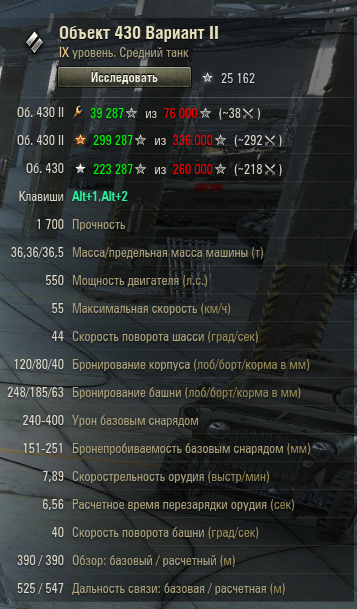 Объект 430 Вариант II
IX уровень. Средний танк
Исследовать 25 162
Об. 430 II 39 287 из 76 000 (~38 )
Об. 430 II 299 287 из 336 000 (~292 )
Об. 430 223 287 из 260 000 (~218 )
Клавиши Alt+1,Alt+2
1 700 Прочность
36,36/36,5 Масса/предельная масса машины (т)
550 Мощность двигателя (л.с.)
55 Максимальная скорость (км/ч)
44 Скорость поворота шасси (град/сек)
120/80/40 Бронирование корпуса (лоб/борт/корма в мм)
248/185/63 Бронирование башни (лоб/борт/корма в мм)
240-400 Урон базовым снарядом
151-251 Бронепробиваемость базовым снарядом (мм)
7,89 Скорострельность орудия (выстр/мин)
6,56 Расчетное время перезарядки орудия (сек)
40 Скорость поворота башни (град/сек)
390 / 390 Обзор: базовый / расчетный (м)
525 / 547 Дальность связи: базовая / расчетная (м)